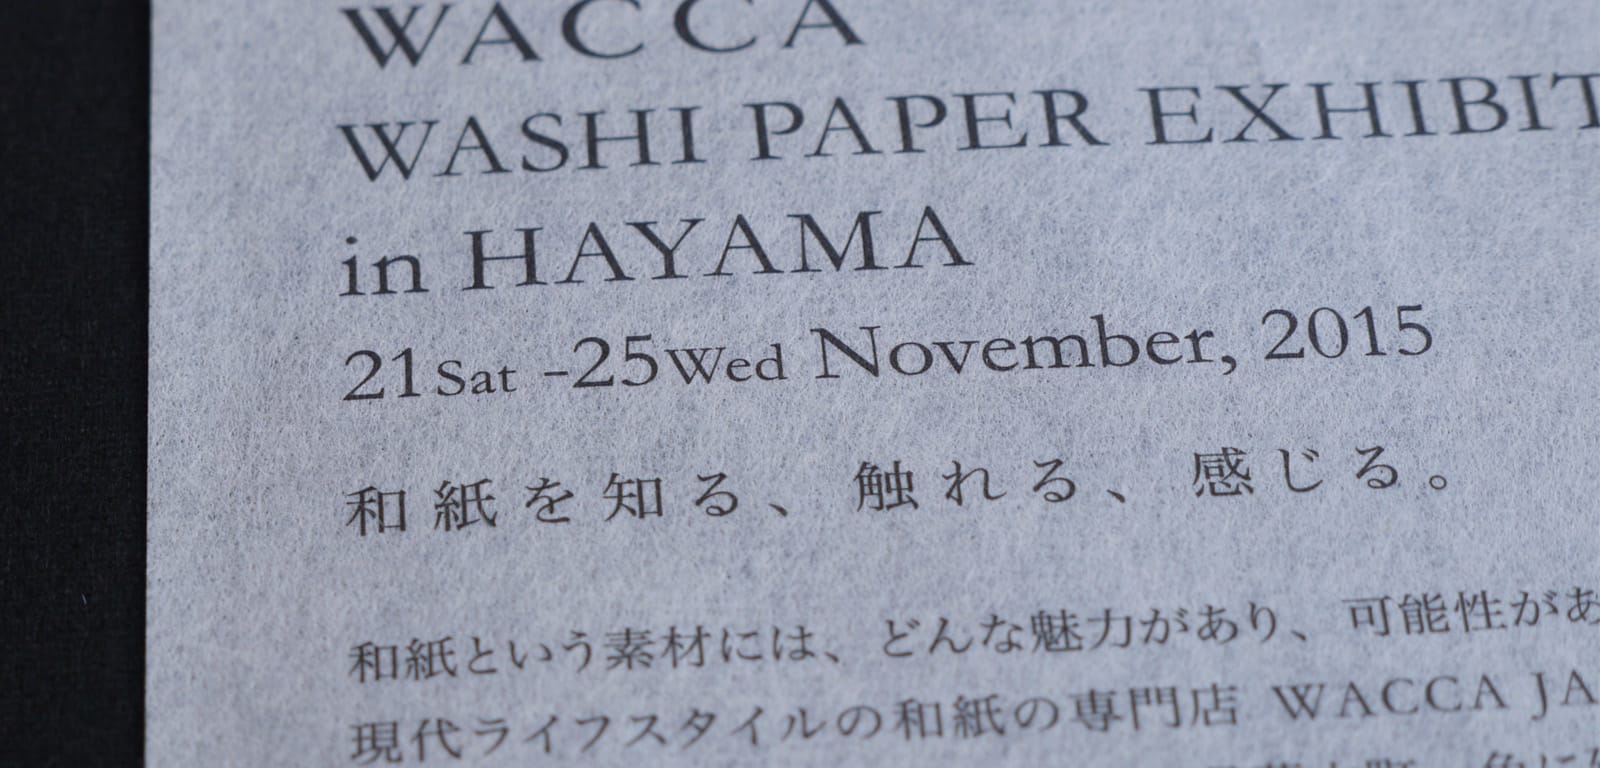 WACCA
WASHI PAPER EXHIBIT
in HAYAMA
21Sat -25Wed November, 2015
和紙を知る、触れる、感じる。
和紙という素材には、どんな魅力があり、可能性があ
現代ライフスタイルの和紙の専門店 WACCA JA